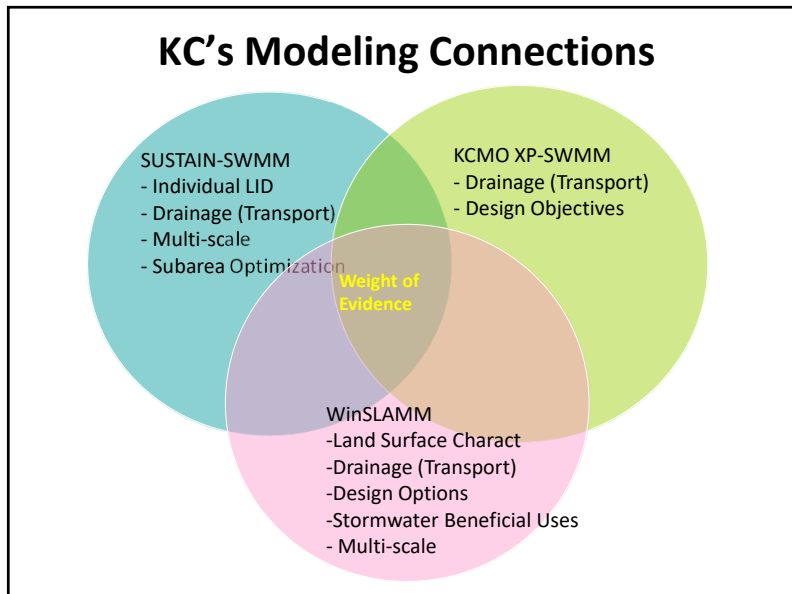 KC's Modeling Connections
SUSTAIN-SWMM
- Individual LID
- Drainage (Transport)
- Multi-scale
- Subarea Optimization
KCMO XP-SWMM
- Drainage (Transport)
- Design Objectives
Weight of
Evidence
WinSLAMM
-Land Surface Charact
-Drainage (Transport)
-Design Options
-Stormwater Beneficial Uses
- Multi-scale